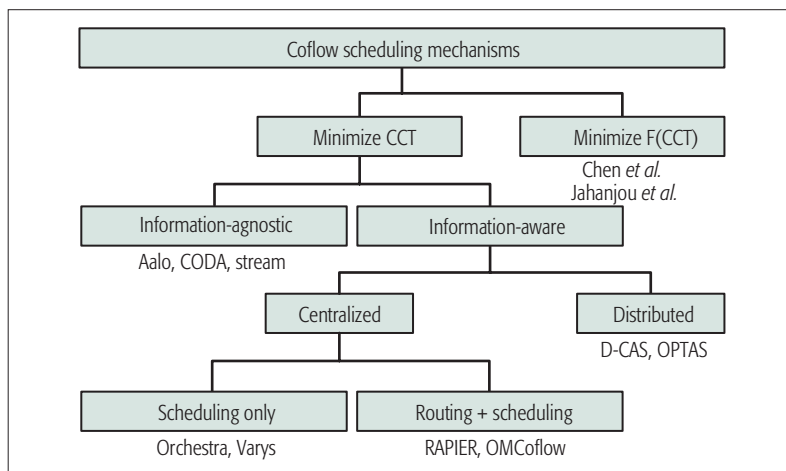 Coflow scheduling mechanisms
Minimize CCT
Minimize F(CCT)
Chen et al.
Jahanjou et al.
Information-agnostic
Information-aware
Aalo, CODA, stream
Centralized
Distributed
D-CAS, OPTAS
Scheduling only
Routing + scheduling
Orchestra, Varys
RAPIER, OMCoflow